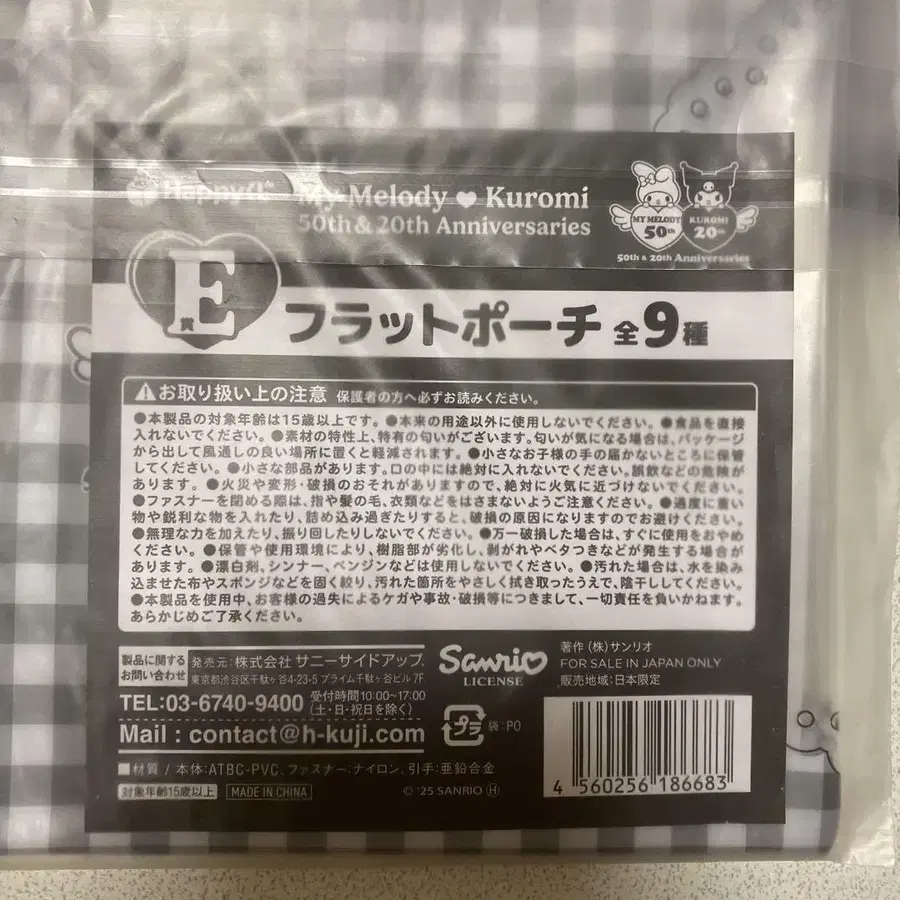 Happyくじ My Melody ♥ Kuromi
50th & 20th Anniversaries
MY MELODY 50th KUROMI 20th
50th & 20th Anniversaries
E賞 フラットポーチ 全9種
⚠お取り扱い上の注意 保護者の方へ必ずお読みください。
●本製品の対象年齢は15歳以上です。●本来の用途以外に使用しないでください。●食品を直接
入れないでください。●素材の特性上、特有の匂いがございます。匂いが気になる場合は、パッケージ
から出して風通しの良い場所に置くと軽減されます。●小さなお子様の手の届かないところに保管
してください。●小さな部品があります。口の中には絶対に入れないでください。誤飲などの危険が
あります。●火災や変形・破損のおそれがありますので、絶対に火気に近づけないでください。
●ファスナーを閉める際は、指や髪の毛、衣類などをはさまないようご注意ください。●過度に重い
物や鋭利な物を入れたり、詰め込み過ぎたりすると、破損の原因になりますのでお避けください。
●無理な力を加えたり、振り回したりしないでください。●万一破損した場合は、すぐに使用をおやめ
ください。●保管や使用環境により、樹脂部が劣化し、剥がれやベタつきなどが発生する場合が
あります。●漂白剤、シンナー、ベンジンなどは使用しないでください。●汚れた場合は、水を染み
込ませた布やスポンジなどを固く絞り、汚れた箇所をやさしく拭き取ったうえで、陰干ししてください。
●本製品を使用中、お客様の過失によるケガや事故・破損等につきまして、一切責任を負いかねます。
あらかじめご了承ください。
製品に関する
お問い合わせ
発売元:株式会社 サニーサイドアップ
東京都渋谷区千駄ヶ谷4-23-5 プライム千駄ヶ谷ビル 7F
TEL:03-6740-9400 受付時間10:00~17:00
(土・日・祝日を除く)
Mail : contact@h-kuji.com
■材質 / 本体:ATBC-PVC、ファスナー:ナイロン、引手:亜鉛合金
対象年齢15歳以上 MADE IN CHINA
Sanrio
LICENSE
著作 (株)サンリオ
FOR SALE IN JAPAN ONLY
販売地域:日本限定
プラ 袋:PO
© '25 SANRIO Ⓗ
4 560256 186683